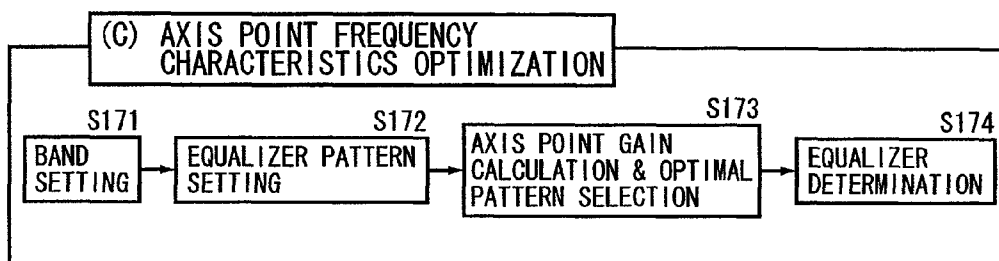 (C) AXIS POINT FREQUENCY
CHARACTERISTICS OPTIMIZATION
S171
BAND
SETTING
S172
EQUALIZER PATTERN
SETTING
S173
AXIS POINT GAIN
CALCULATION & OPTIMAL
PATTERN SELECTION
S174
EQUALIZER
DETERMINATION